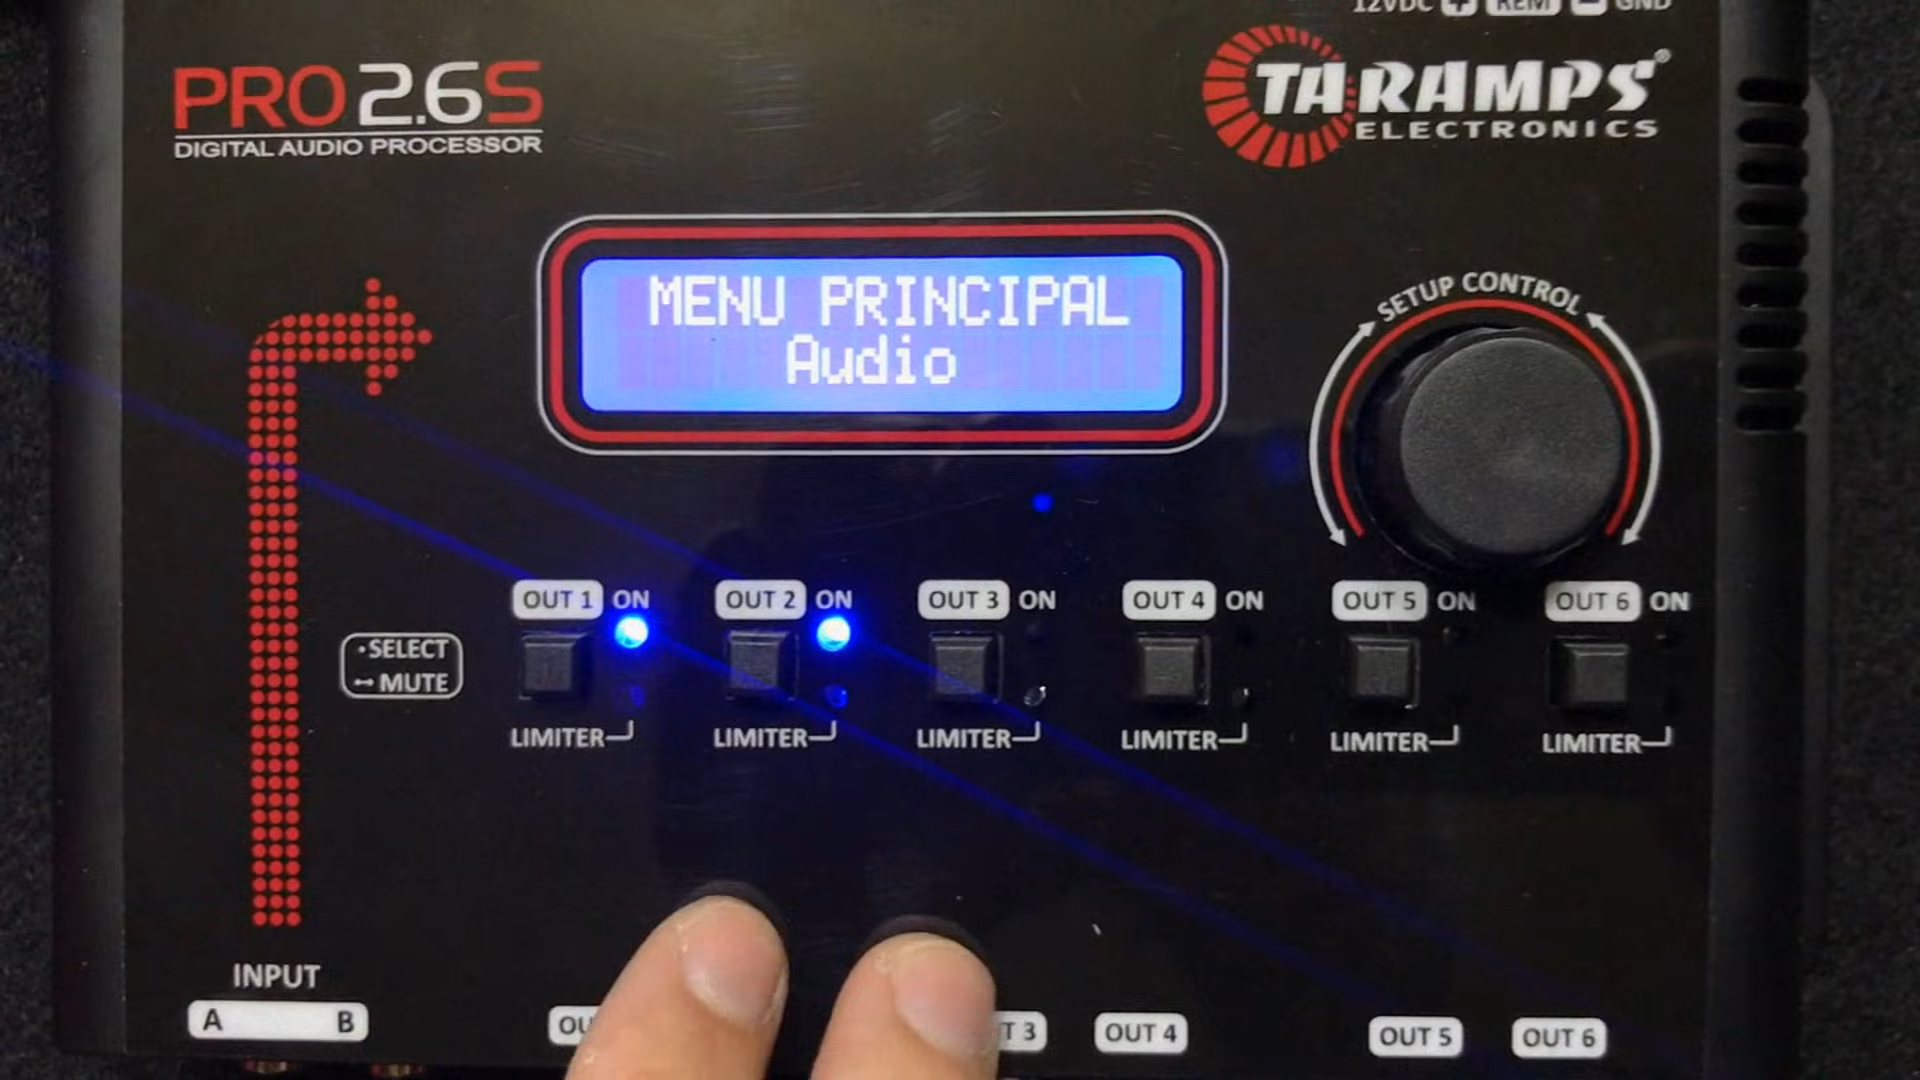 12VDC + REM - GND
PRO 2.6S
DIGITAL AUDIO PROCESSOR
TARAMPS®
ELECTRONICS
MENU PRINCIPAL
Audio
SETUP CONTROL
OUT 1 ON OUT 2 ON OUT 3 ON OUT 4 ON OUT 5 ON OUT 6 ON
SELECT
MUTE
LIMITER LIMITER LIMITER LIMITER LIMITER LIMITER
INPUT
A B
OUT 4 OUT 5 OUT 6